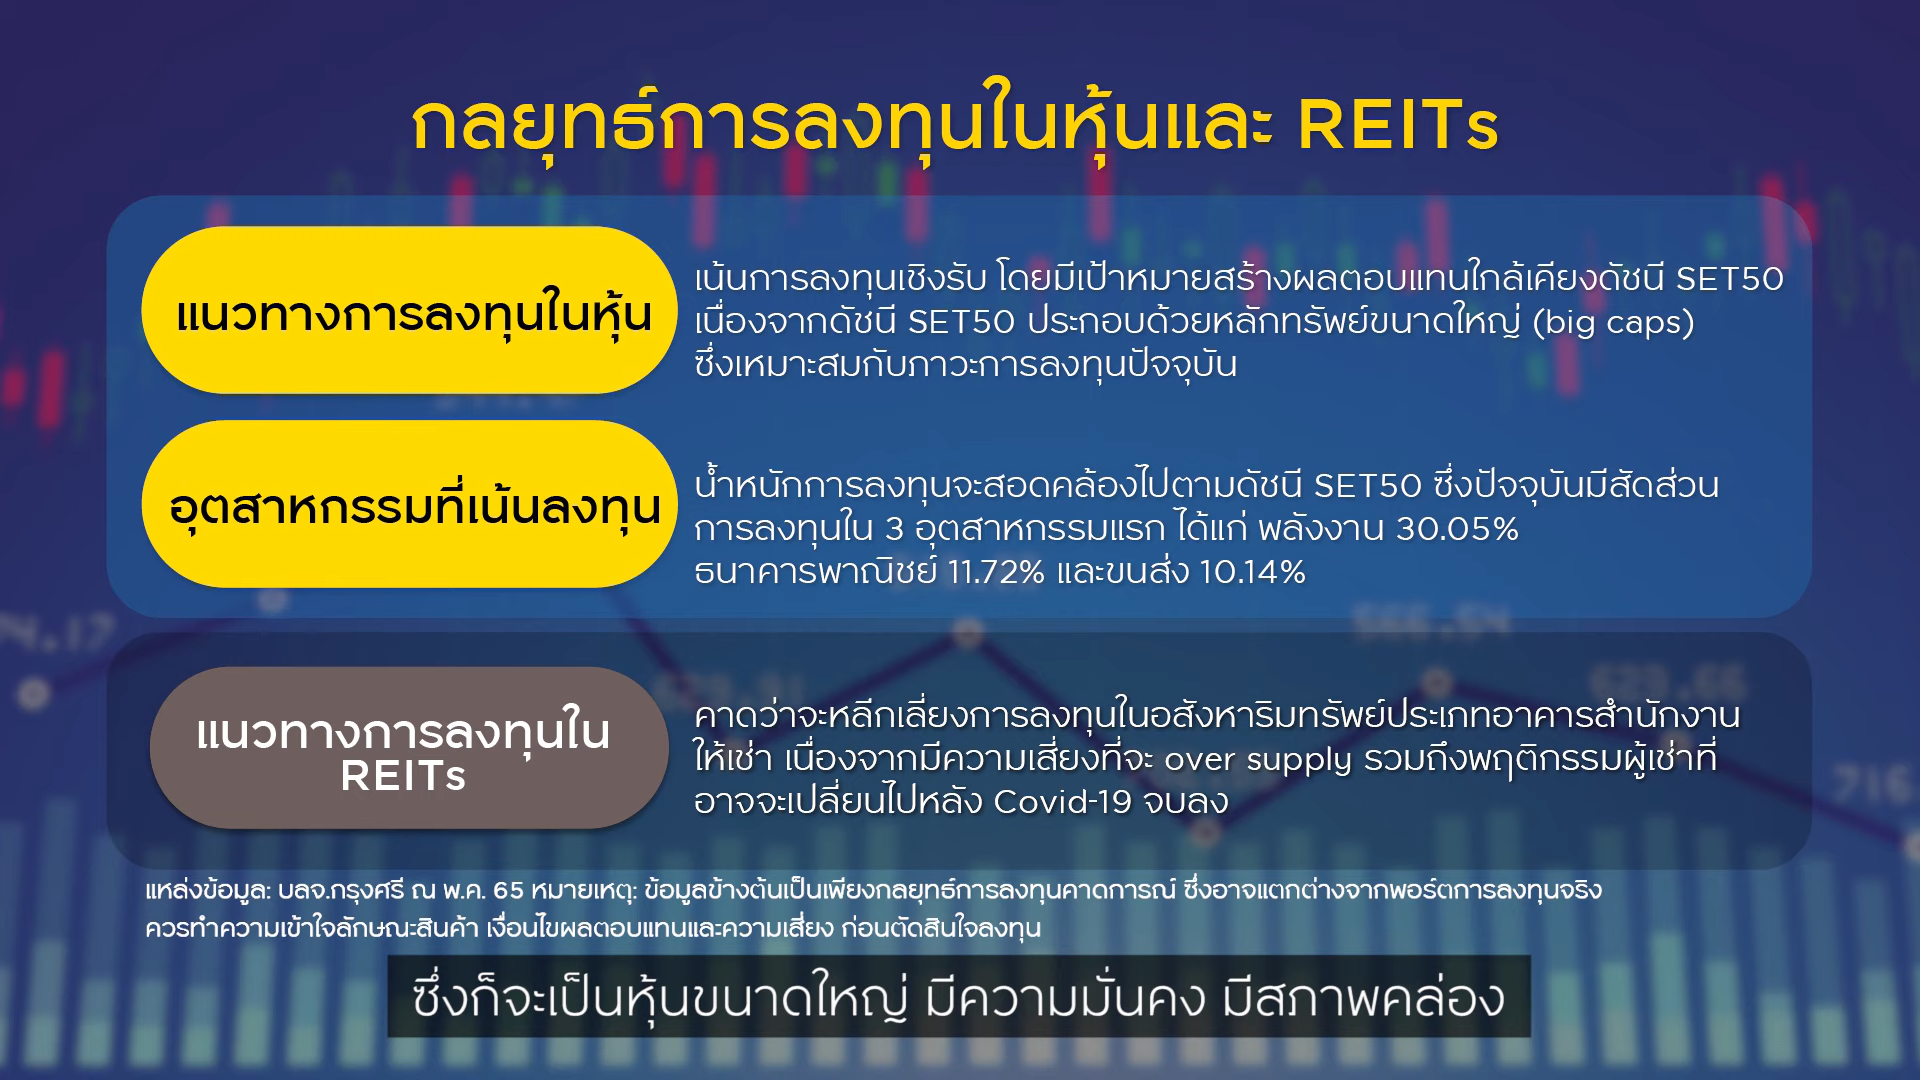 กลยุทธ์การลงทุนในหุ้นและ REITs
แนวทางการลงทุนในหุ้น
เน้นการลงทุนเชิงรับ โดยมีเป้าหมายสร้างผลตอบแทนใกล้เคียงดัชนี SET50
เนื่องจากดัชนี SET50 ประกอบด้วยหลักทรัพย์ขนาดใหญ่ (big caps)
ซึ่งเหมาะสมกับภาวะการลงทุนปัจจุบัน
อุตสาหกรรมที่เน้นลงทุน
น้ำหนักการลงทุนจะสอดคล้องไปตามดัชนี SET50 ซึ่งปัจจุบันมีสัดส่วน
การลงทุนใน 3 อุตสาหกรรมแรก ได้แก่ พลังงาน 30.05%
ธนาคารพาณิชย์ 11.72% และขนส่ง 10.14%
แนวทางการลงทุนใน
REITs
คาดว่าจะหลีกเลี่ยงการลงทุนในอสังหาริมทรัพย์ประเภทอาคารสำนักงาน
ให้เช่า เนื่องจากมีความเสี่ยงที่จะ over supply รวมถึงพฤติกรรมผู้เช่าที่
อาจจะเปลี่ยนไปหลัง Covid-19 จบลง
แหล่งข้อมูล: บลจ.กรุงศรี ณ พ.ค. 65 หมายเหตุ: ข้อมูลข้างต้นเป็นเพียงกลยุทธ์การลงทุนคาดการณ์ ซึ่งอาจแตกต่างจากพอร์ตการลงทุนจริง
ควรทำความเข้าใจลักษณะสินค้า เงื่อนไขผลตอบแทนและความเสี่ยง ก่อนตัดสินใจลงทุน
ซึ่งก็จะเป็นหุ้นขนาดใหญ่ มีความมั่นคง มีสภาพคล่อง